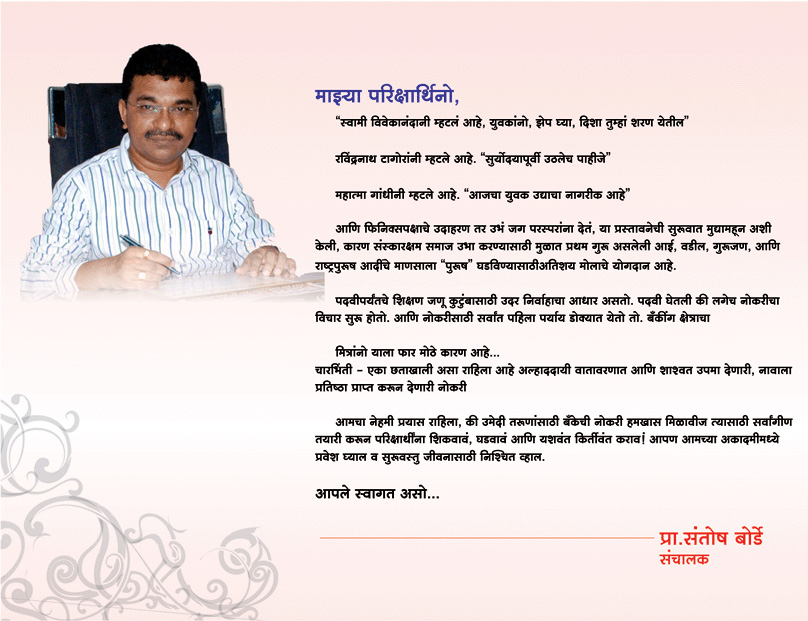 माझ्या परिक्षार्थिनो,
“स्वामी विवेकानंदानी म्हटलं आहे, युवकांनो, झेप घ्या, दिशा तुम्हां शरण येतील”
रविंद्रनाथ टागोरांनी म्हटले आहे. “सुर्योदयापूर्वी उठलेच पाहीजे”
महात्मा गांधीनी म्हटले आहे. “आजचा युवक उद्याचा नागरीक आहे”
आणि फिनिक्सपक्षाचे उदाहरण तर उभं जग परस्परांना देतं, या प्रस्तावनेची सुरूवात मुद्यामहून अशी
केली, कारण संस्कारक्षम समाज उभा करण्यासाठी मुळात प्रथम गुरू असलेली आई, वडील, गुरूजण, आणि
राष्ट्रपुरूष आदींचे माणसाला “पुरूष” घडविण्यासाठीअतिशय मोलाचे योगदान आहे.
पदवीपर्यंतचे शिक्षण जणू कुटुंबासाठी उदर निर्वाहाचा आधार असतो. पदवी घेतली की लगेच नोकरीचा
विचार सुरू होतो. आणि नोकरीसाठी सर्वांत पहिला पर्याय डोक्यात येतो तो. बँकींग क्षेत्राचा
मित्रांनो याला फार मोठे कारण आहे...
चारभिंती – एका छताखाली असा राहिला आहे अल्हाददायी वातावरणात आणि शाश्वत उपमा देणारी, नावाला
प्रतिष्ठा प्राप्त करून देणारी नोकरी
आमचा नेहमी प्रयास राहिला, की उमेदी तरूणांसाठी बँकेची नोकरी हमखास मिळावीज त्यासाठी सर्वांगीण
तयारी करून परिक्षार्थींना शिकवावं, घडवावं आणि यशवंत किर्तीवंत कराव! आपण आमच्या अकादमीमध्ये
प्रवेश घ्याल व सुरूवस्तु जीवनासाठी निश्चित व्हाल.
आपले स्वागत असो...
प्रा.संतोष बोर्डे
संचालक